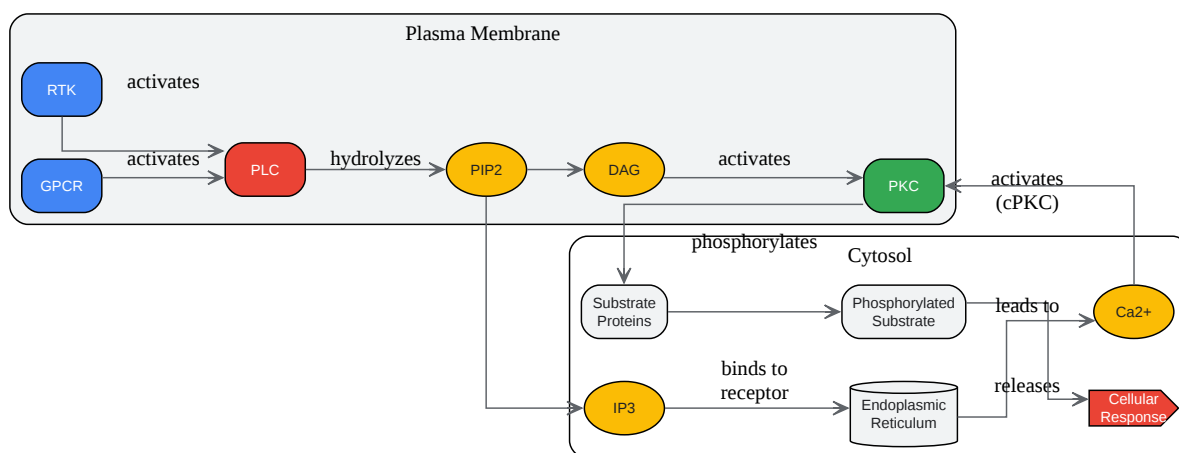 Plasma Membrane
RTK
activates
GPCR
activates
PLC
hydrolyzes
PIP2
DAG
activates
PKC
activates
(cPKC)
phosphorylates
Cytosol
Substrate
Proteins
Phosphorylated
Substrate
leads to
Ca2+
IP3
binds to
receptor
Endoplasmic
Reticulum
releases
Cellular
Response